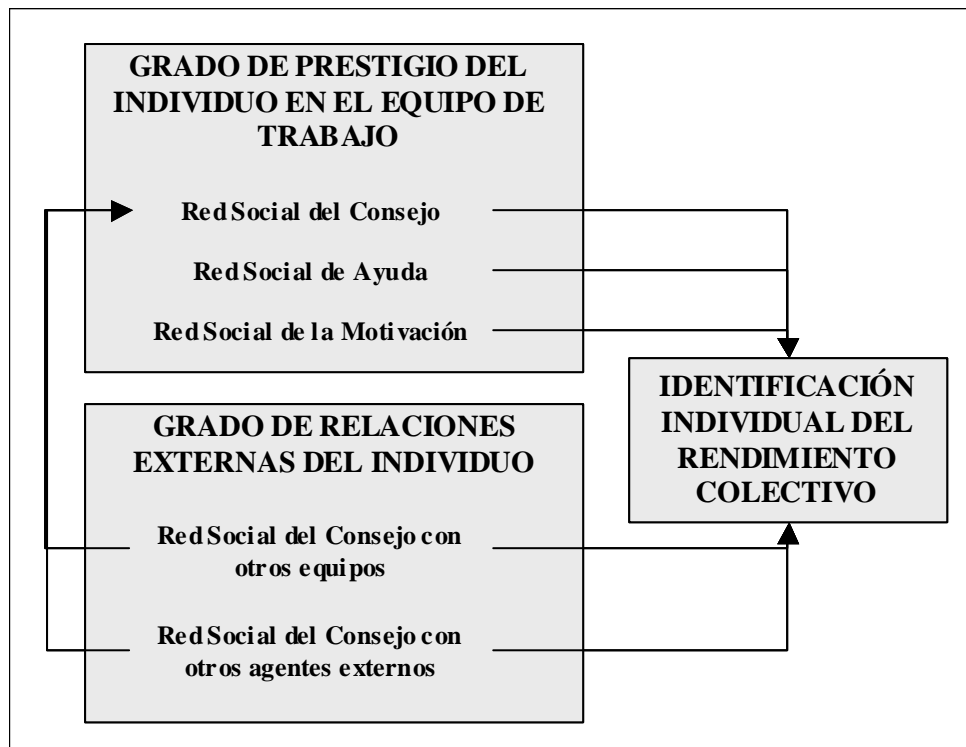 GRADO DE PRESTIGIO DEL
INDIVIDUO EN EL EQUIPO DE
TRABAJO
Red Social del Consejo
Red Social de Ayuda
Red Social de la Motivación
GRADO DE RELACIONES
EXTERNAS DEL INDIVIDUO
Red Social del Consejo con
otros equipos
Red Social del Consejo con
otros agentes externos
IDENTIFICACIÓN
INDIVIDUAL DEL
RENDIMIENTO
COLECTIVO